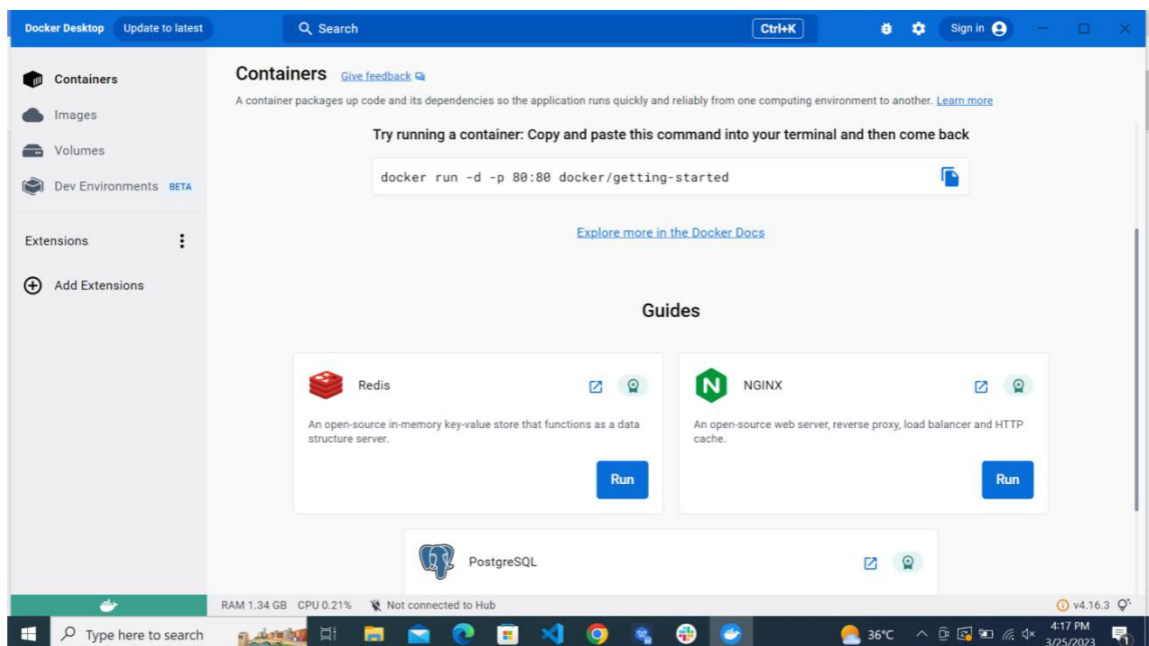 Docker Desktop Update to latest Search Ctrl+K Sign in
Containers
Images
Volumes
Dev Environments BETA
Extensions
Add Extensions
Containers Give feedback
A container packages up code and its dependencies so the application runs quickly and reliably from one computing environment to another. Learn more
Try running a container: Copy and paste this command into your terminal and then come back
docker run -d -p 80:80 docker/getting-started
Explore more in the Docker Docs
Guides
Redis
An open-source in-memory key-value store that functions as a data
structure server.
Run
NGINX
An open-source web server, reverse proxy, load balancer and HTTP
cache.
Run
PostgreSQL
RAM 1.34 GB CPU 0.21% Not connected to Hub v4.16.3
Type here to search 36°C 4:17 PM
3/25/2023